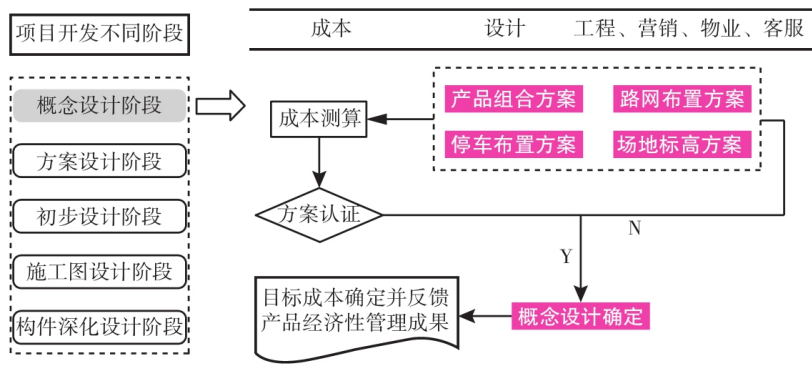 项目开发不同阶段
成本
设计
工程、营销、物业、客服
概念设计阶段
方案设计阶段
初步设计阶段
施工图设计阶段
构件深化设计阶段
成本测算
产品组合方案
路网布置方案
停车布置方案
场地标高方案
方案认证
N
Y
目标成本确定并反馈
产品经济性管理成果
概念设计确定